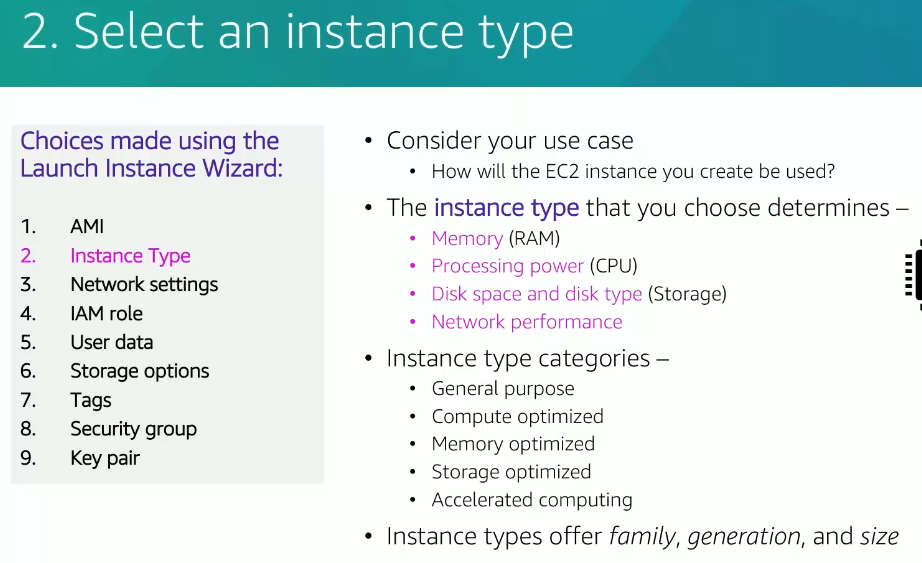 2. Select an instance type
Choices made using the
Launch Instance Wizard:
1. AMI
2. Instance Type
3. Network settings
4. IAM role
5. User data
6. Storage options
7. Tags
8. Security group
9. Key pair
• Consider your use case
• How will the EC2 instance you create be used?
• The instance type that you choose determines –
• Memory (RAM)
• Processing power (CPU)
• Disk space and disk type (Storage)
• Network performance
• Instance type categories –
• General purpose
• Compute optimized
• Memory optimized
• Storage optimized
• Accelerated computing
• Instance types offer family, generation, and size